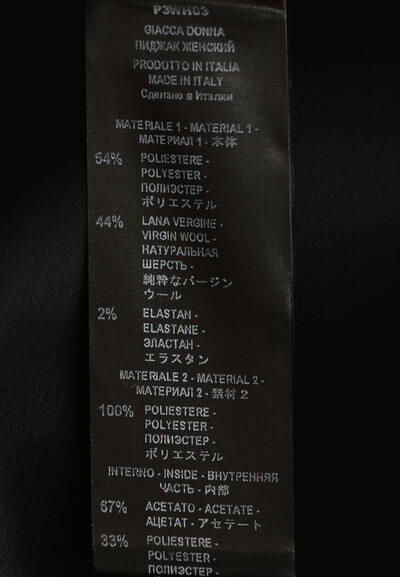 P3WH03
GIACCA DONNA
ПИДЖАК ЖЕНСКИЙ
PRODOTTO IN ITALIA
MADE IN ITALY
Сделано в Италии
MATERIALE 1 - MATERIAL 1 -
МАТЕРИАЛ 1 - 本体
54% POLIESTERE -
POLYESTER -
ПОЛИЭСТЕР -
ポリエステル
44% LANA VERGINE -
VIRGIN WOOL -
НАТУРАЛЬНАЯ
ШЕРСТЬ -
純粋なバージン
ウール
2% ELASTAN -
ELASTANE -
ЭЛАСТАН -
エラスタン
MATERIALE 2 - MATERIAL 2 -
МАТЕРИАЛ 2 - 素材 2
100% POLIESTERE -
POLYESTER -
ПОЛИЭСТЕР -
ポリエステル
INTERNO - INSIDE - ВНУТРЕННЯЯ
ЧАСТЬ - 内部
67% ACETATO - ACETATE -
АЦЕТАТ - アセテート
33% POLIESTERE -
POLYESTER -
ПОЛИЭСТЕР -